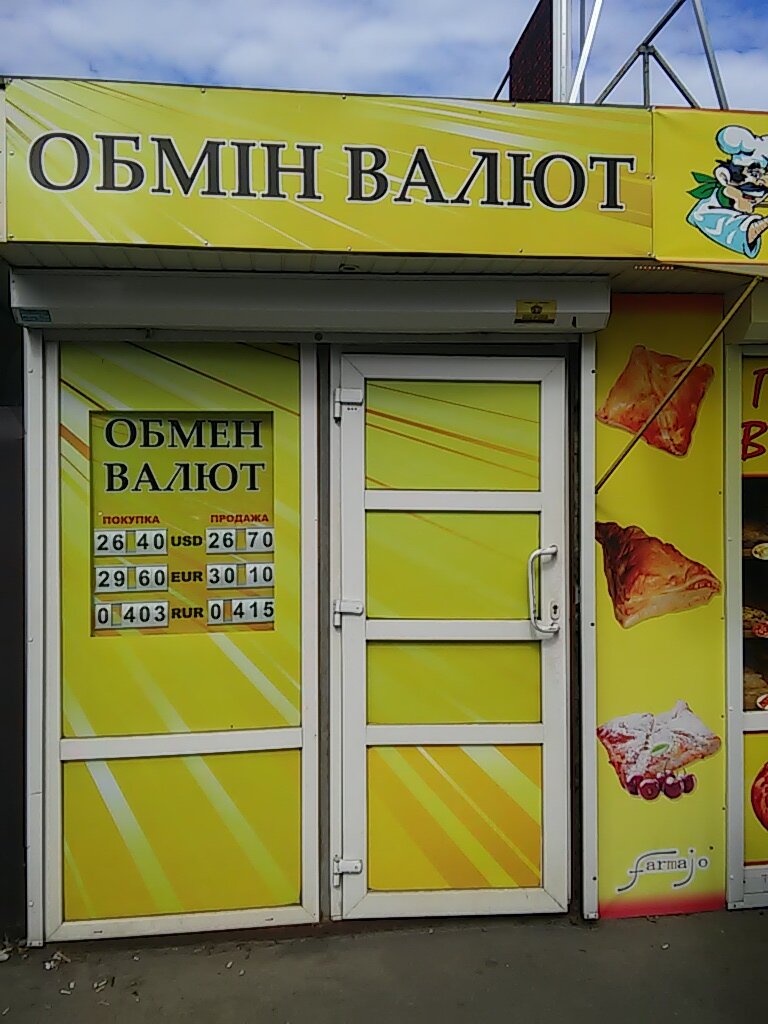 ОБМІН ВАЛЮТ
ОБМЕН
ВАЛЮТ
ПОКУПКА ПРОДАЖА
26 40 USD 26 70
29 60 EUR 30 10
0 403 RUR 0 415
farmajo